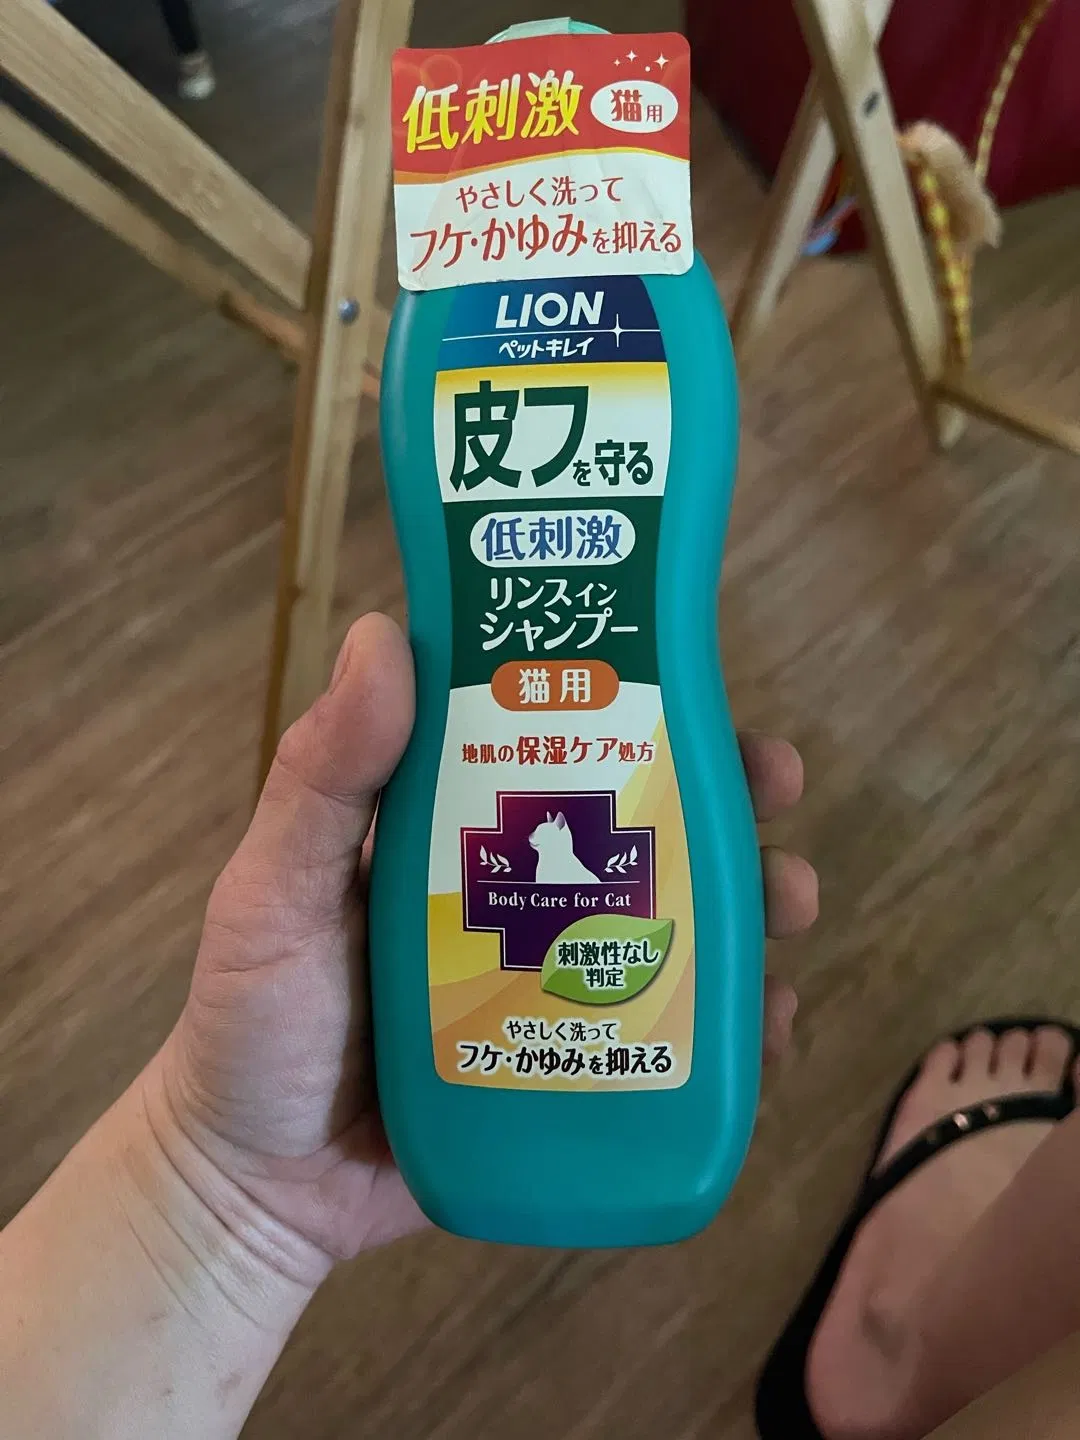 低刺激 猫用
やさしく洗って
フケ・かゆみを抑える
LION
ペットキレイ
皮フを守る
低刺激
リンスイン
シャンプー
猫用
地肌の保湿ケア処方
Body Care for Cat
刺激性なし
判定
やさしく洗って
フケ・かゆみを抑える